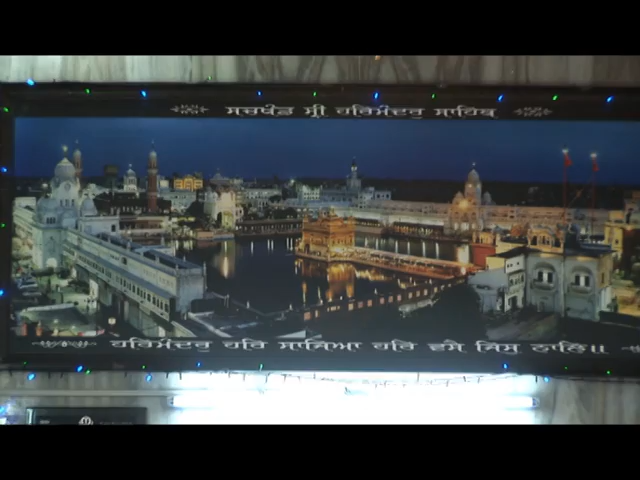 ਸਚਖੰਡ ਸ੍ਰੀ ਹਰਿਮੰਦਰੁ ਸਾਹਿਬ
ਹਰਿਮੰਦਰੁ ਹਰਿ ਸਾਜਿਆ ਹਰਿ ਵਸੈ ਜਿਸੁ ਨਾਲਿ॥